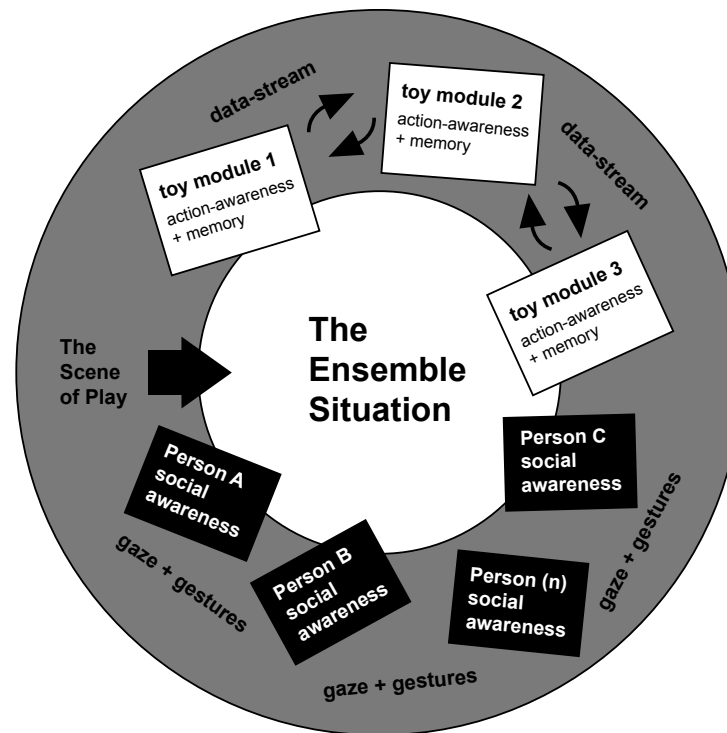 data-stream
toy module 2
action-awareness
+ memory
data-stream
toy module 1
action-awareness
+ memory
toy module 3
action-awareness
+ memory
The
Scene
of Play
The
Ensemble
Situation
Person A
social
awareness
Person B
social
awareness
Person C
social
awareness
Person (n)
social
awareness
gaze + gestures
gaze + gestures
gaze + gestures